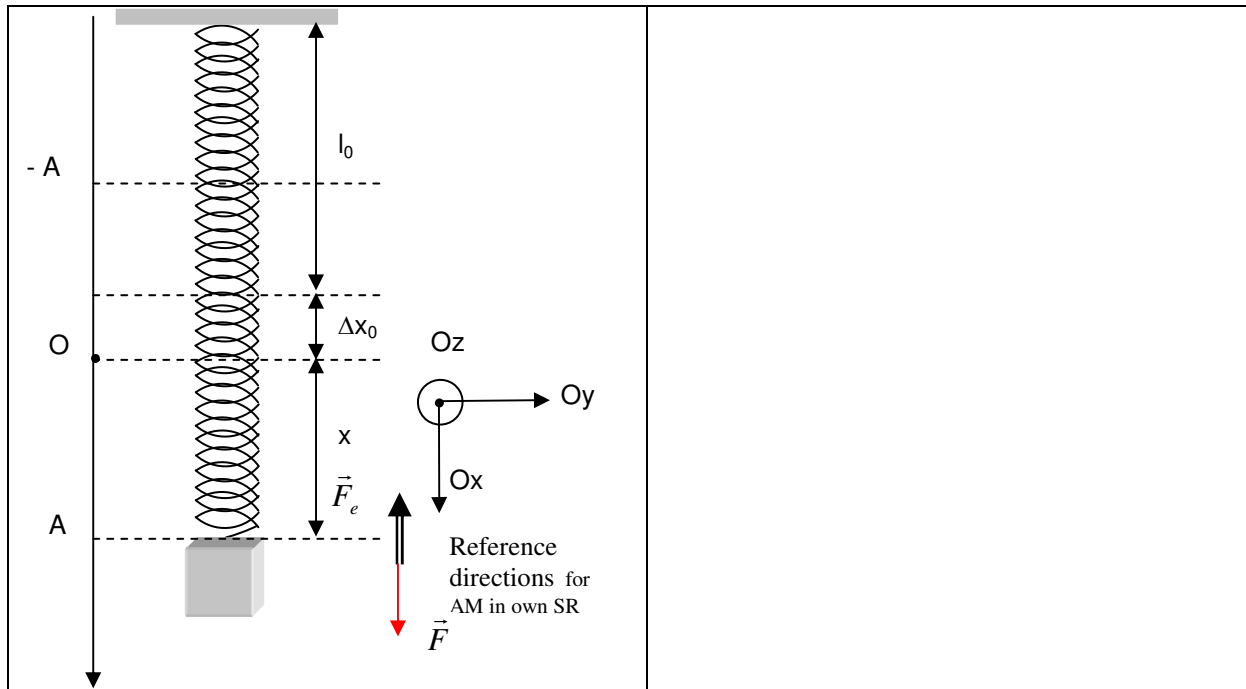 l₀
- A
Δx₀
O
Oz
Oy
x
Ox
F⃗ₑ
A
Reference
directions for
AM in own SR
F⃗